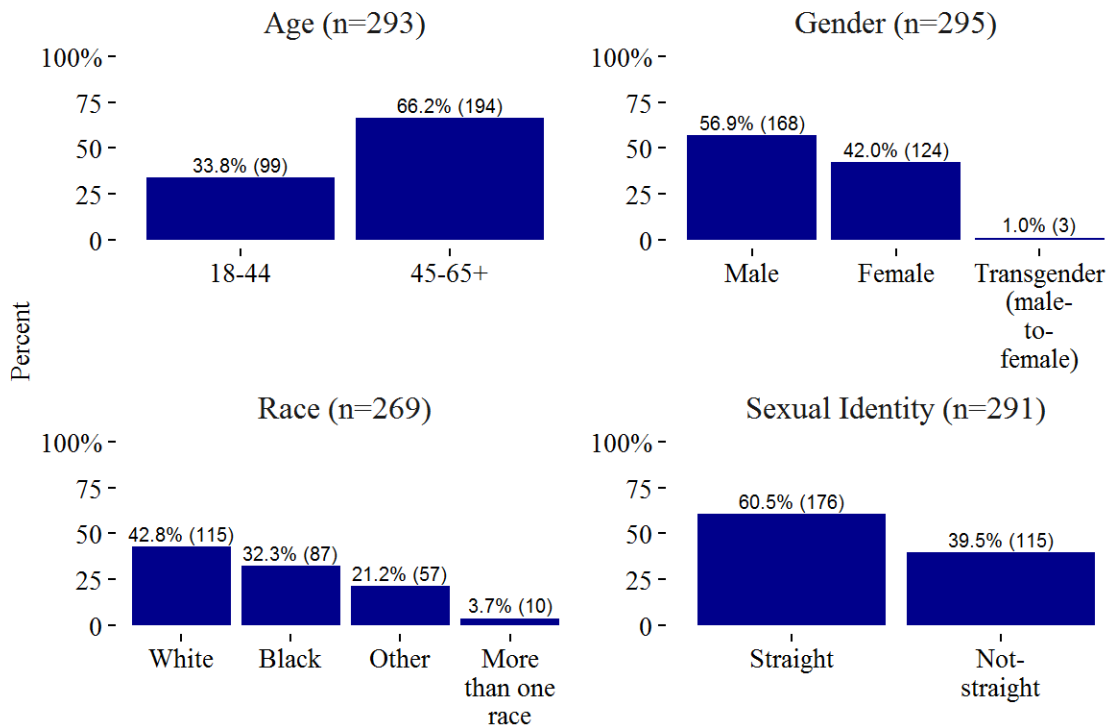 Age (n=293)
100%
75
50
25
0
33.8% (99)
66.2% (194)
18-44
45-65+
Gender (n=295)
100%
75
50
25
0
56.9% (168)
42.0% (124)
1.0% (3)
Male
Female
Transgender
(male-
to-
female)
Percent
Race (n=269)
100%
75
50
25
0
42.8% (115)
32.3% (87)
21.2% (57)
3.7% (10)
White
Black
Other
More
than one
race
Sexual Identity (n=291)
100%
75
50
25
0
60.5% (176)
39.5% (115)
Straight
Not-
straight